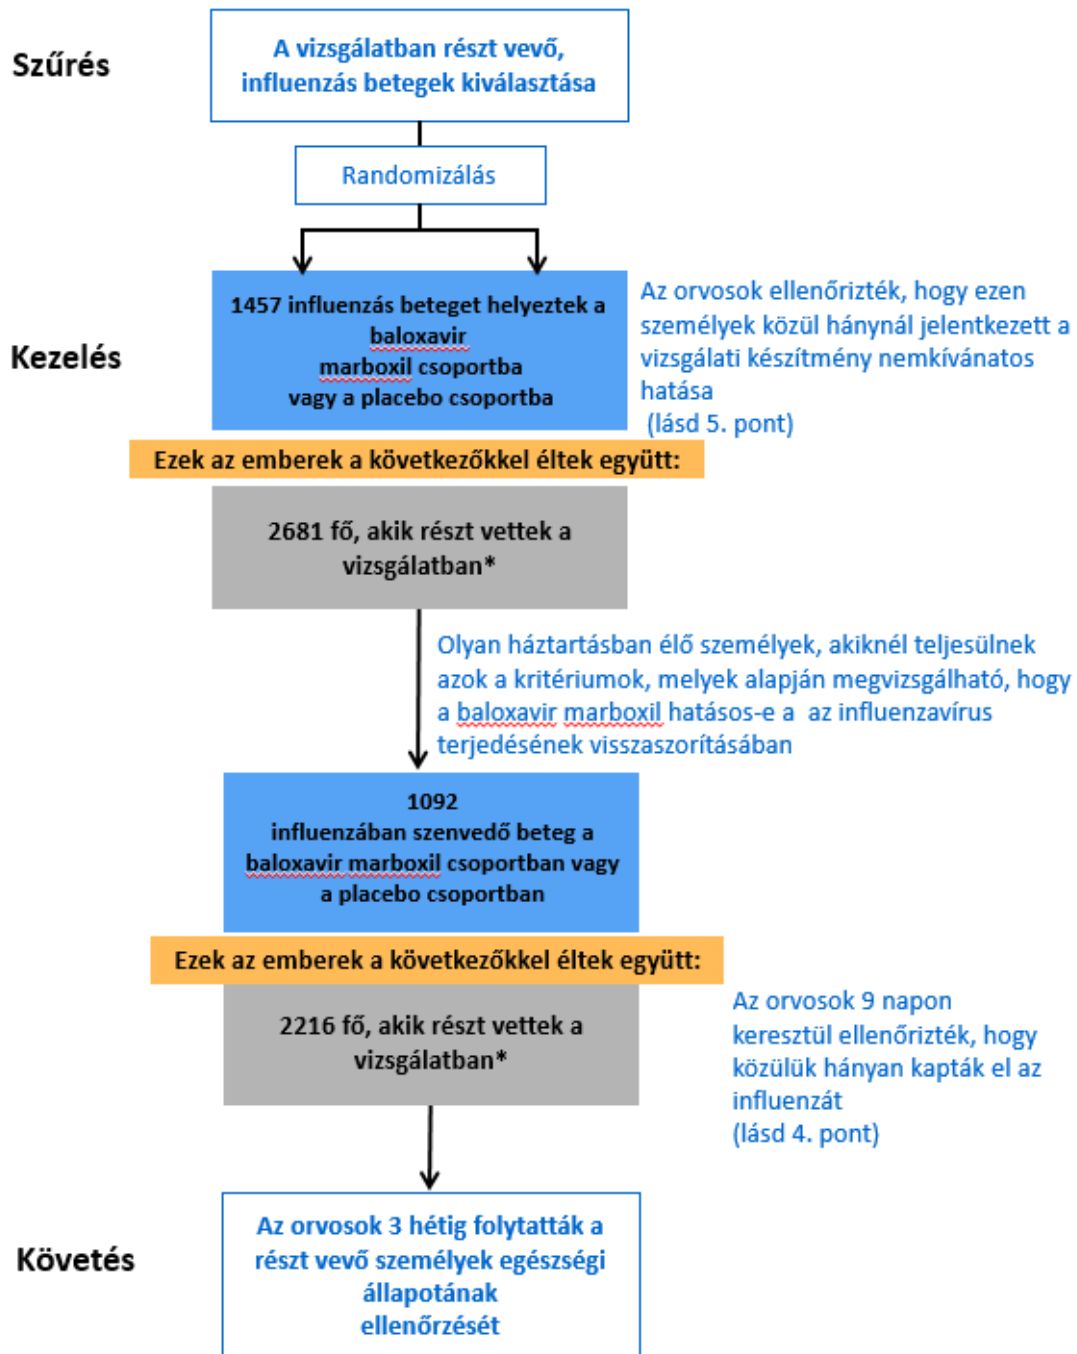 Szűrés
A vizsgálatban részt vevő,
influenzás betegek kiválasztása
Randomizálás
Kezelés
1457 influenzás beteget helyeztek a
baloxavir
marboxil csoportba
vagy a placebo csoportba
Az orvosok ellenőrizték, hogy ezen
személyek közül hánynál jelentkezett a
vizsgálati készítmény nemkívánatos
hatása
(lásd 5. pont)
Ezek az emberek a következőkkel éltek együtt:
2681 fő, akik részt vettek a
vizsgálatban*
Olyan háztartásban élő személyek, akiknél teljesülnek
azok a kritériumok, melyek alapján megvizsgálható, hogy
a baloxavir marboxil hatásos-e a az influenzavírus
terjedésének visszaszorításában
1092
influenzában szenvedő beteg a
baloxavir marboxil csoportban vagy
a placebo csoportban
Ezek az emberek a következőkkel éltek együtt:
2216 fő, akik részt vettek a
vizsgálatban*
Az orvosok 9 napon
keresztül ellenőrizték, hogy
közülük hányan kapták el az
influenzát
(lásd 4. pont)
Követés
Az orvosok 3 hétig folytatták a
részt vevő személyek egészségi
állapotának
ellenőrzését